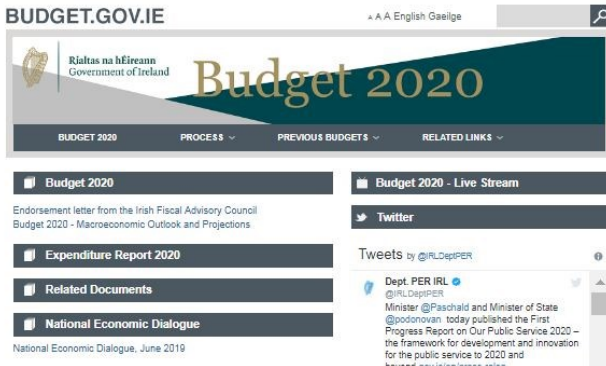 BUDGET.GOV.IE
A A A English Gaeilge
Rialtas na hÉireann
Government of Ireland
Budget 2020
BUDGET 2020 PROCESS PREVIOUS BUDGETS RELATED LINKS
Budget 2020
Endorsement letter from the Irish Fiscal Advisory Council
Budget 2020 - Macroeconomic Outlook and Projections
Expenditure Report 2020
Related Documents
National Economic Dialogue
National Economic Dialogue, June 2019
Budget 2020 - Live Stream
Twitter
Tweets by @IRLDeptPER
Dept. PER IRL
@IRLDeptPER
Minister @Paschald and Minister of State
@podonovan today published the First
Progress Report on Our Public Service 2020 –
the framework for development and innovation
for the public service to 2020 and